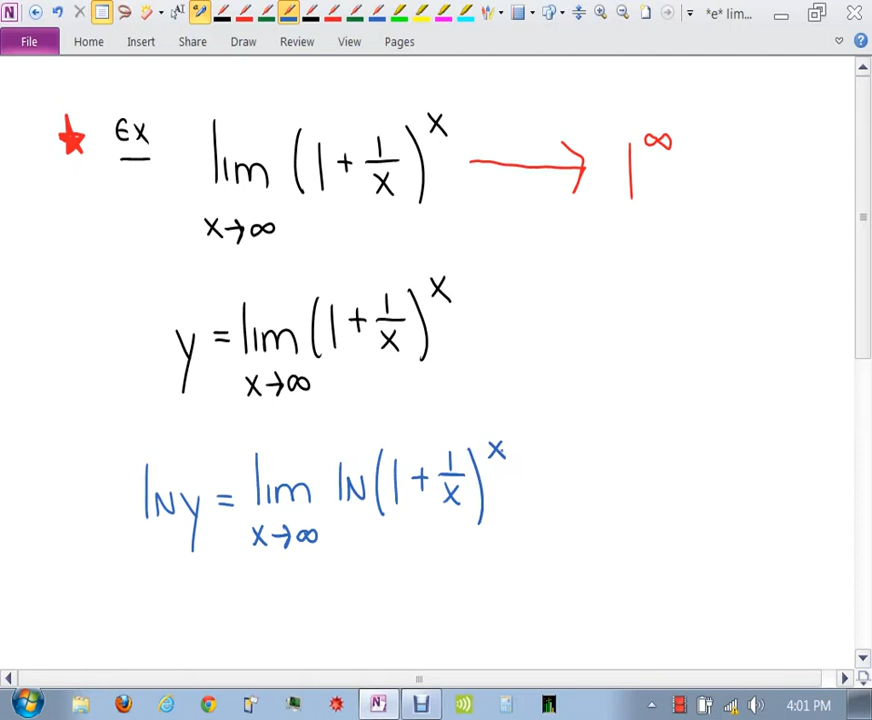 *e* lim...
File Home Insert Share Draw Review View Pages
Ex lim x→∞ (1 + 1/x)^x → 1^∞
y = lim x→∞ (1 + 1/x)^x
lny = lim x→∞ ln(1 + 1/x)^x
4:01 PM